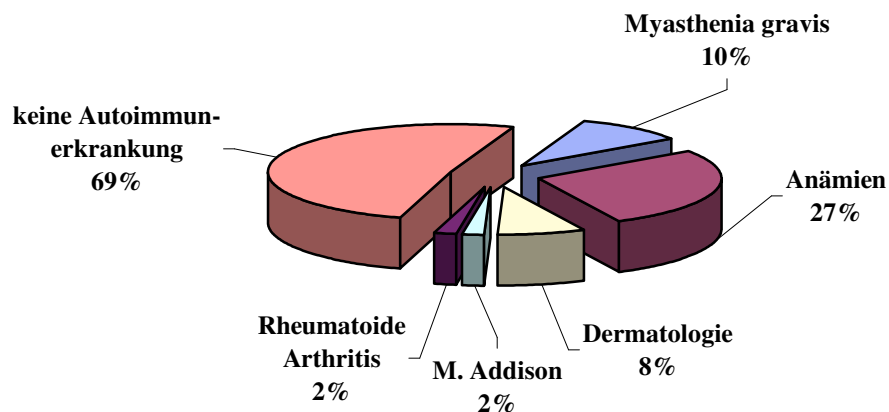 Myasthenia gravis
10%
keine Autoimmun-
erkrankung
69%
Anämien
27%
Rheumatoide
Arthritis
2%
M. Addison
2%
Dermatologie
8%